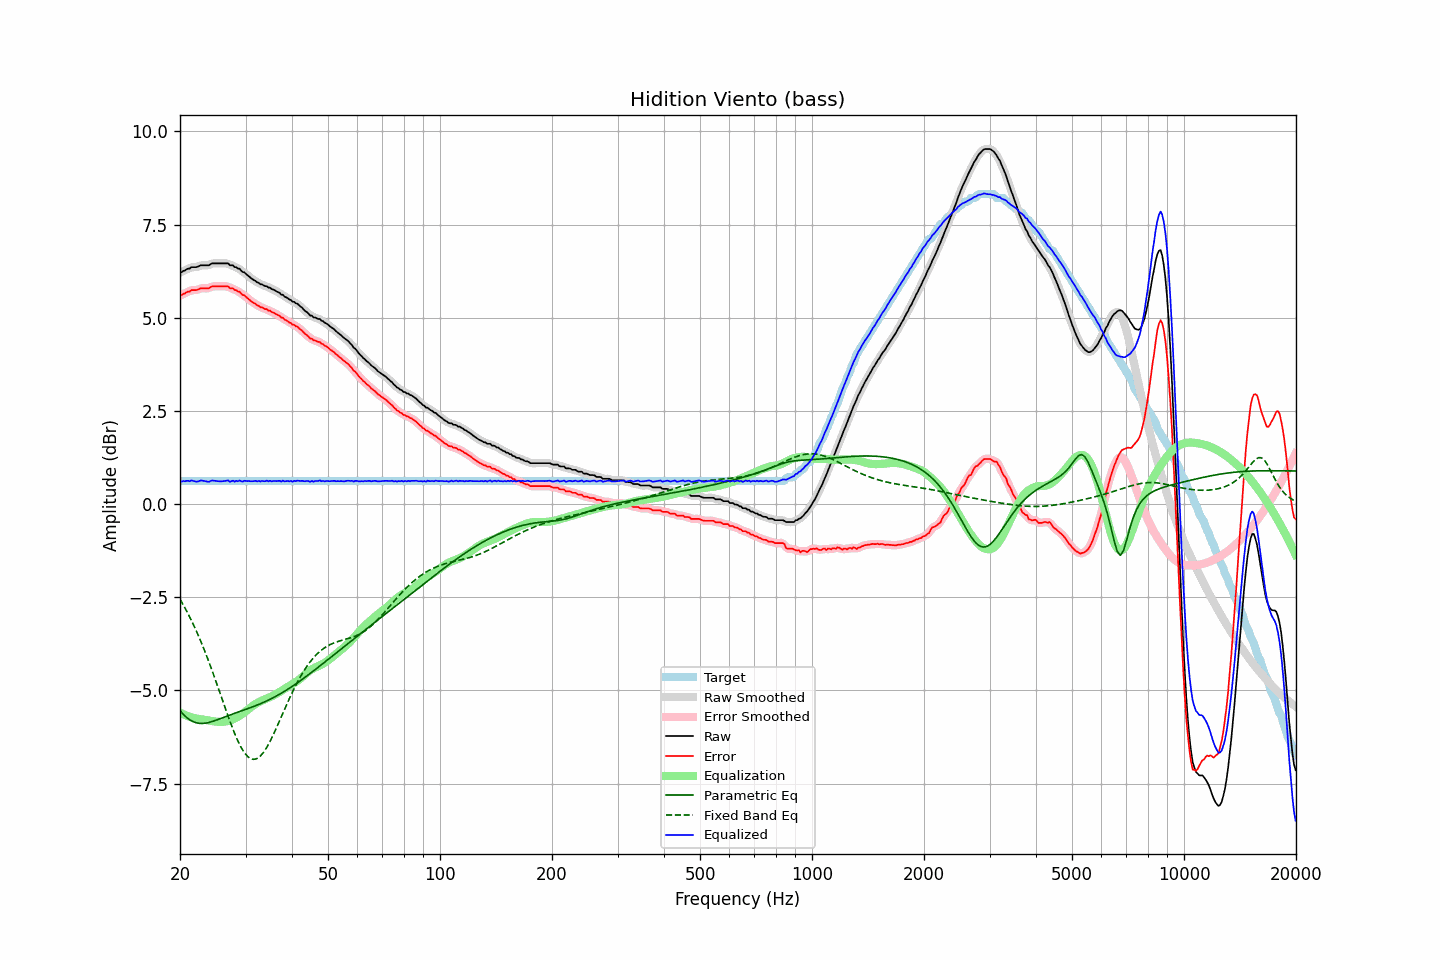 Hidition Viento (bass)
10.0
7.5
5.0
2.5
0.0
−2.5
−5.0
−7.5
Amplitude (dBr)
Target
Raw Smoothed
Error Smoothed
Raw
Error
Equalization
Parametric Eq
Fixed Band Eq
Equalized
20
50
100
200
500
1000
2000
5000
10000
20000
Frequency (Hz)